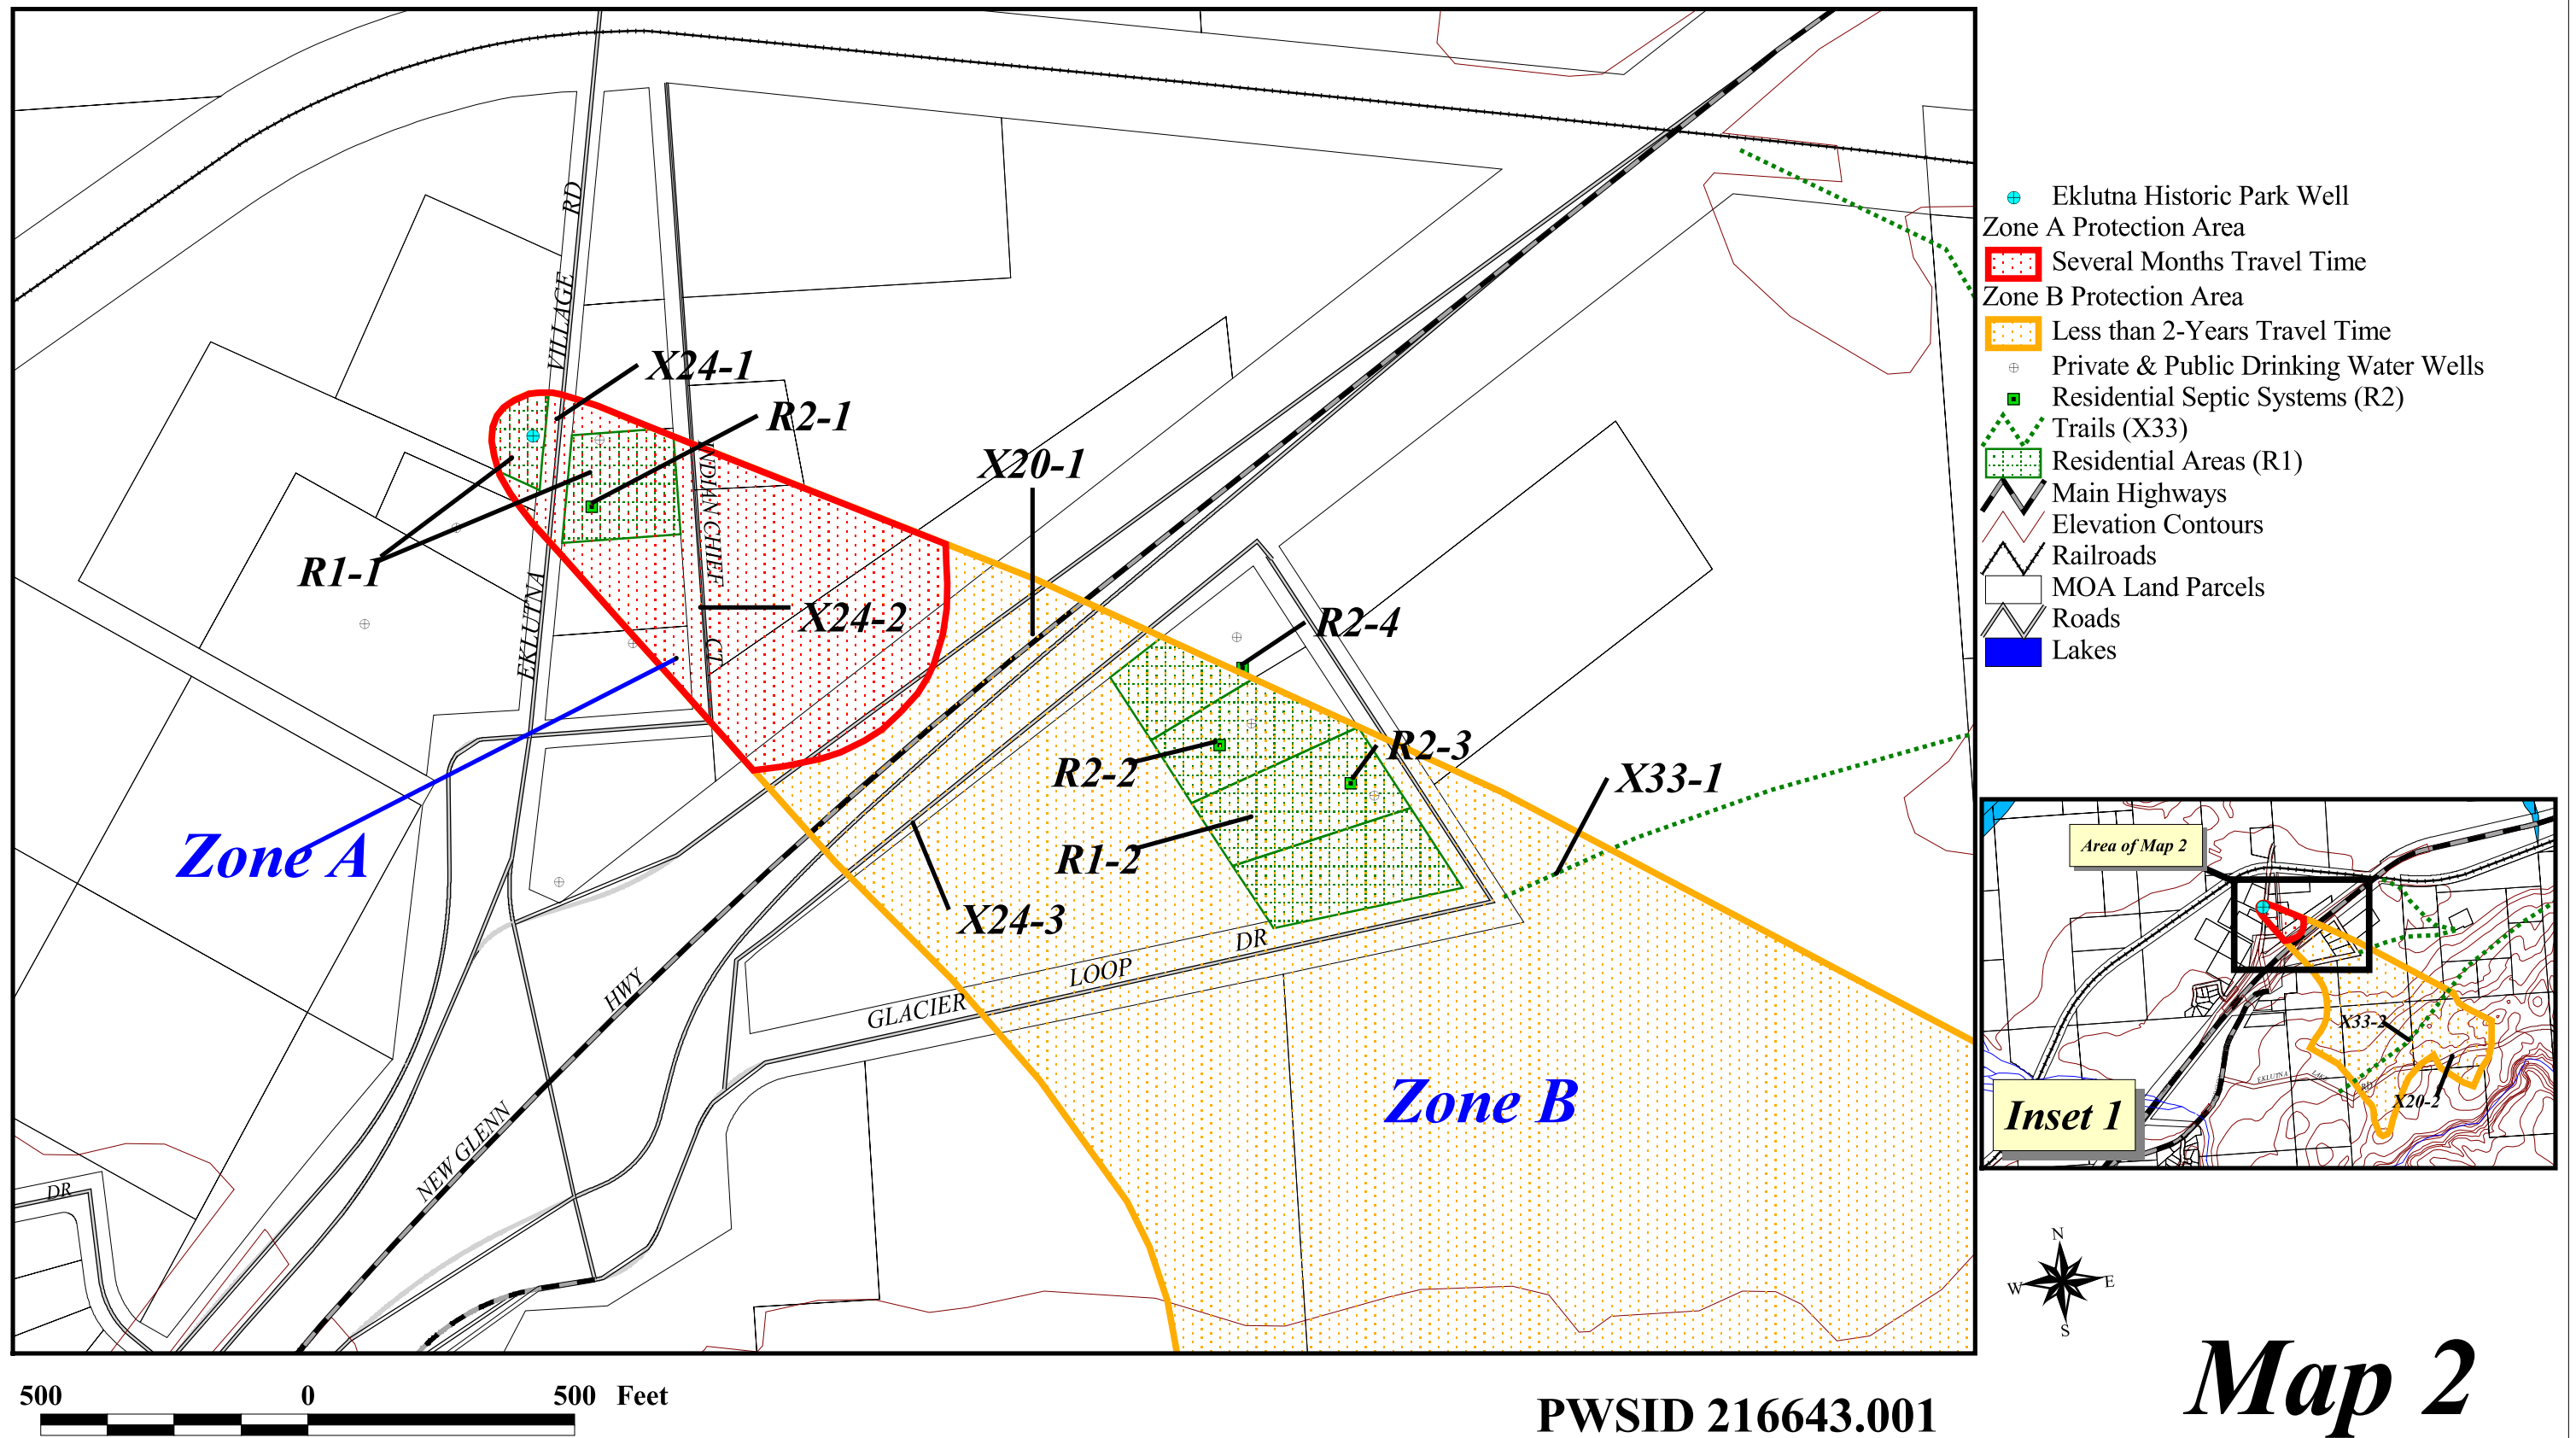 VILLAGE RD
X24-1
R2-1
X20-1
INDIAN CHIEF CT
R1-1
EKLUTNA
X24-2
R2-4
R2-2
R2-3
X33-1
Zone A
R1-2
X24-3
GLACIER LOOP DR
NEW GLENN HWY
Zone B
DR
Eklutna Historic Park Well
Zone A Protection Area
Several Months Travel Time
Zone B Protection Area
Less than 2-Years Travel Time
Private & Public Drinking Water Wells
Residential Septic Systems (R2)
Trails (X33)
Residential Areas (R1)
Main Highways
Elevation Contours
Railroads
MOA Land Parcels
Roads
Lakes
Area of Map 2
X33-2
EKLUTNA LAKE RD
X20-2
Inset 1
N
W E
S
500 0 500 Feet
PWSID 216643.001
Map 2